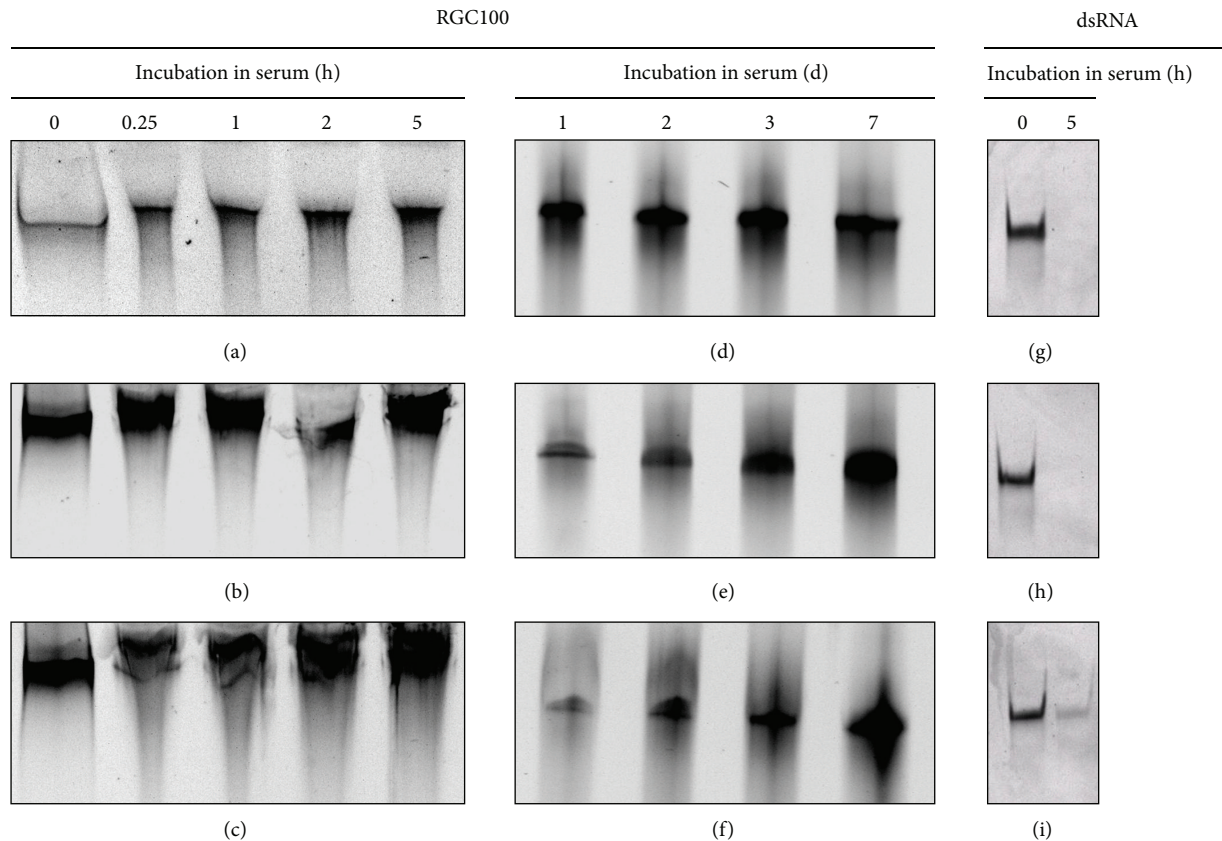 RGC100 dsRNA
Incubation in serum (h) Incubation in serum (d) Incubation in serum (h)
0 0.25 1 2 5 1 2 3 7 0 5
(a) (d) (g)
(b) (e) (h)
(c) (f) (i)